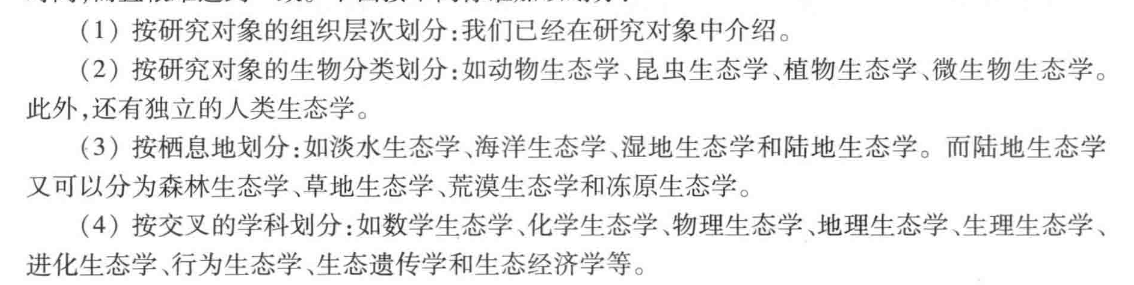 (1) 按研究对象的组织层次划分:我们已经在研究对象中介绍。
(2) 按研究对象的生物分类划分:如动物生态学、昆虫生态学、植物生态学、微生物生态学。
此外,还有独立的人类生态学。
(3) 按栖息地划分:如淡水生态学、海洋生态学、湿地生态学和陆地生态学。而陆地生态学
又可以分为森林生态学、草地生态学、荒漠生态学和冻原生态学。
(4) 按交叉的学科划分:如数学生态学、化学生态学、物理生态学、地理生态学、生理生态学、
进化生态学、行为生态学、生态遗传学和生态经济学等。